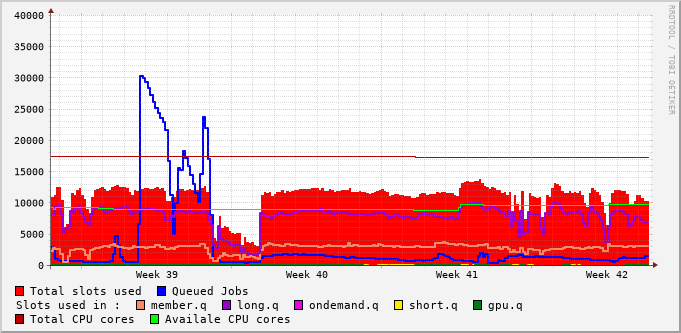 40000
35000
30000
25000
20000
15000
10000
5000
0
Week 39 Week 40 Week 41 Week 42
RRDTOOL / TOBI OETIKER
Total slots used Queued Jobs
Slots used in : member.q long.q ondemand.q short.q gpu.q
Total CPU cores Availale CPU cores